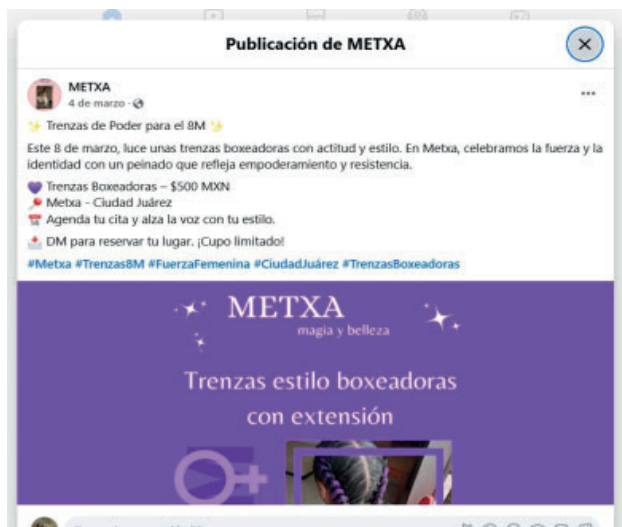 Publicación de METXA
METXA
4 de marzo ·
Trenzas de Poder para el 8M
Este 8 de marzo, luce unas trenzas boxeadoras con actitud y estilo. En Metxa, celebramos la fuerza y la
identidad con un peinado que refleja empoderamiento y resistencia.
Trenzas Boxeadoras – $500 MXN
Metxa - Ciudad Juárez
Agenda tu cita y alza la voz con tu estilo.
DM para reservar tu lugar. ¡Cupo limitado!
#Metxa #Trenzas8M #FuerzaFemenina #CiudadJuárez #TrenzasBoxeadoras
METXA
magia y belleza
Trenzas estilo boxeadoras
con extensión